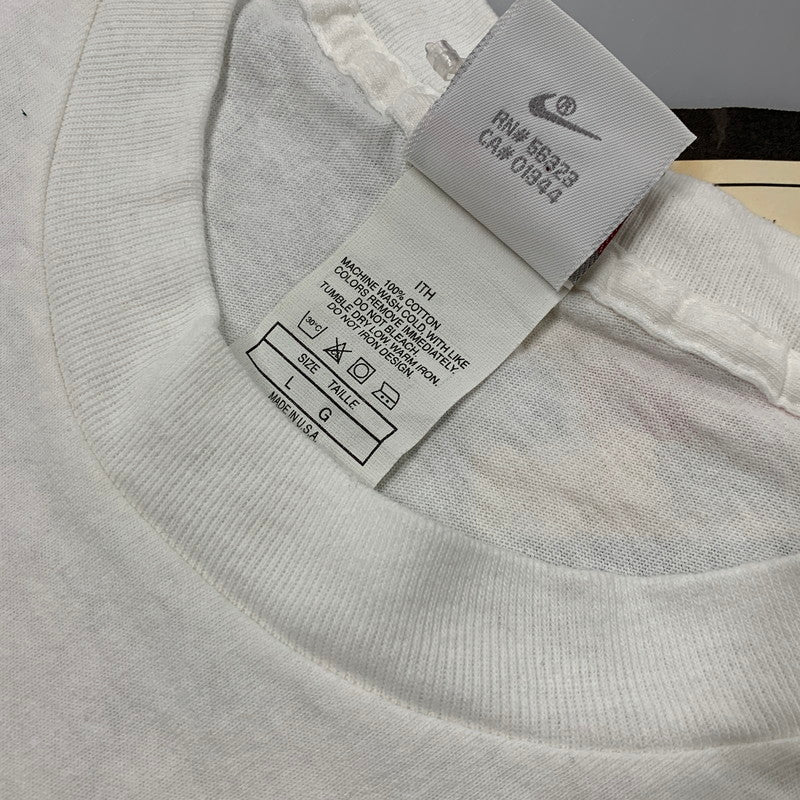 ®
RN# 56323
CA# 01944
ITH
100% COTTON
MACHINE WASH COLD, WITH LIKE
COLORS REMOVE IMMEDIATELY.
DO NOT BLEACH.
TUMBLE DRY LOW, WARM IRON.
DO NOT IRON DESIGN.
30°C
SIZE TAILLE
L G
MADE IN U.S.A.